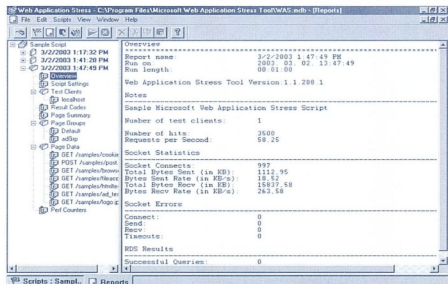 Web Application Stress - C:\Program Files\Microsoft Web Application Stress Tool\WAS.mdb - [Reports]
File Edit Scripts View Window Help
Sample Script
3/2/2003 1:17:32 PM
3/2/2003 1:41:20 PM
3/2/2003 1:47:49 PM
Overview
Script Settings
Test Clients
localhost
Result Codes
Page Summary
Page Groups
Default
adGrp
Page Data
GET /samples/cookie
POST /samples/post
GET /samples/browse
GET /samples/fileacc
GET /samples/htmlte
GET /samples/ad_tes
GET /samples/logo.g
Perf Counters
Overview
Report name: 3/2/2003 1:47:49 PM
Run on: 2003. 03. 02. 13:47:49
Run length: 00:01:00
Web Application Stress Tool Version:1.1.288.1
Notes
Sample Microsoft Web Application Stress Script
Number of test clients: 1
Number of hits: 3500
Requests per Second: 58.26
Socket Statistics
Socket Connects: 997
Total Bytes Sent (in KB): 1112.95
Bytes Sent Rate (in KB/s): 18.52
Total Bytes Recv (in KB): 15837.58
Bytes Recv Rate (in KB/s): 263.58
Socket Errors
Connect: 0
Send: 0
Recv: 0
Timeouts: 0
RDS Results
Successful Queries: 0
Scripts : Sampl..
Reports